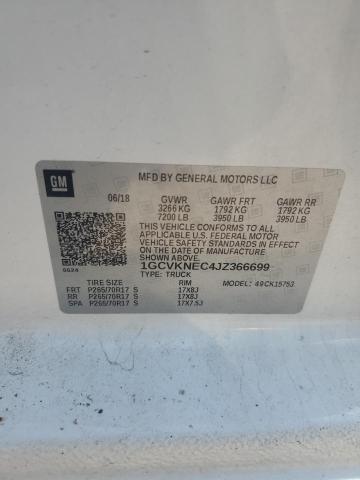 GM
MFD BY GENERAL MOTORS LLC
06/18 GVWR GAWR FRT GAWR RR
3266 KG 1792 KG 1792 KG
7200 LB 3950 LB 3950 LB
THIS VEHICLE CONFORMS TO ALL APPLICABLE
U.S. FEDERAL MOTOR
VEHICLE SAFETY STANDARDS IN EFFECT
ON THE DATE OF MANUFACTURE SHOWN ABOVE.
0624
1GCVKNEC4JZ366699
TYPE: TRUCK
TIRE SIZE RIM MODEL: 49CK15753
FRT P265/70R17 S 17X8J
RR P265/70R17 S 17X8J
SPA P265/70R17 S 17X7.5J